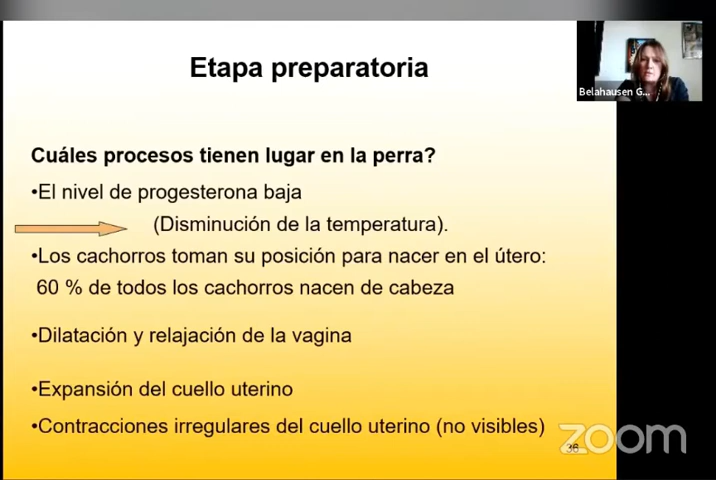 Etapa preparatoria
Belahausen G...
Cuáles procesos tienen lugar en la perra?
•El nivel de progesterona baja
(Disminución de la temperatura).
•Los cachorros toman su posición para nacer en el útero:
60 % de todos los cachorros nacen de cabeza
•Dilatación y relajación de la vagina
•Expansión del cuello uterino
•Contracciones irregulares del cuello uterino (no visibles)
zoom
36